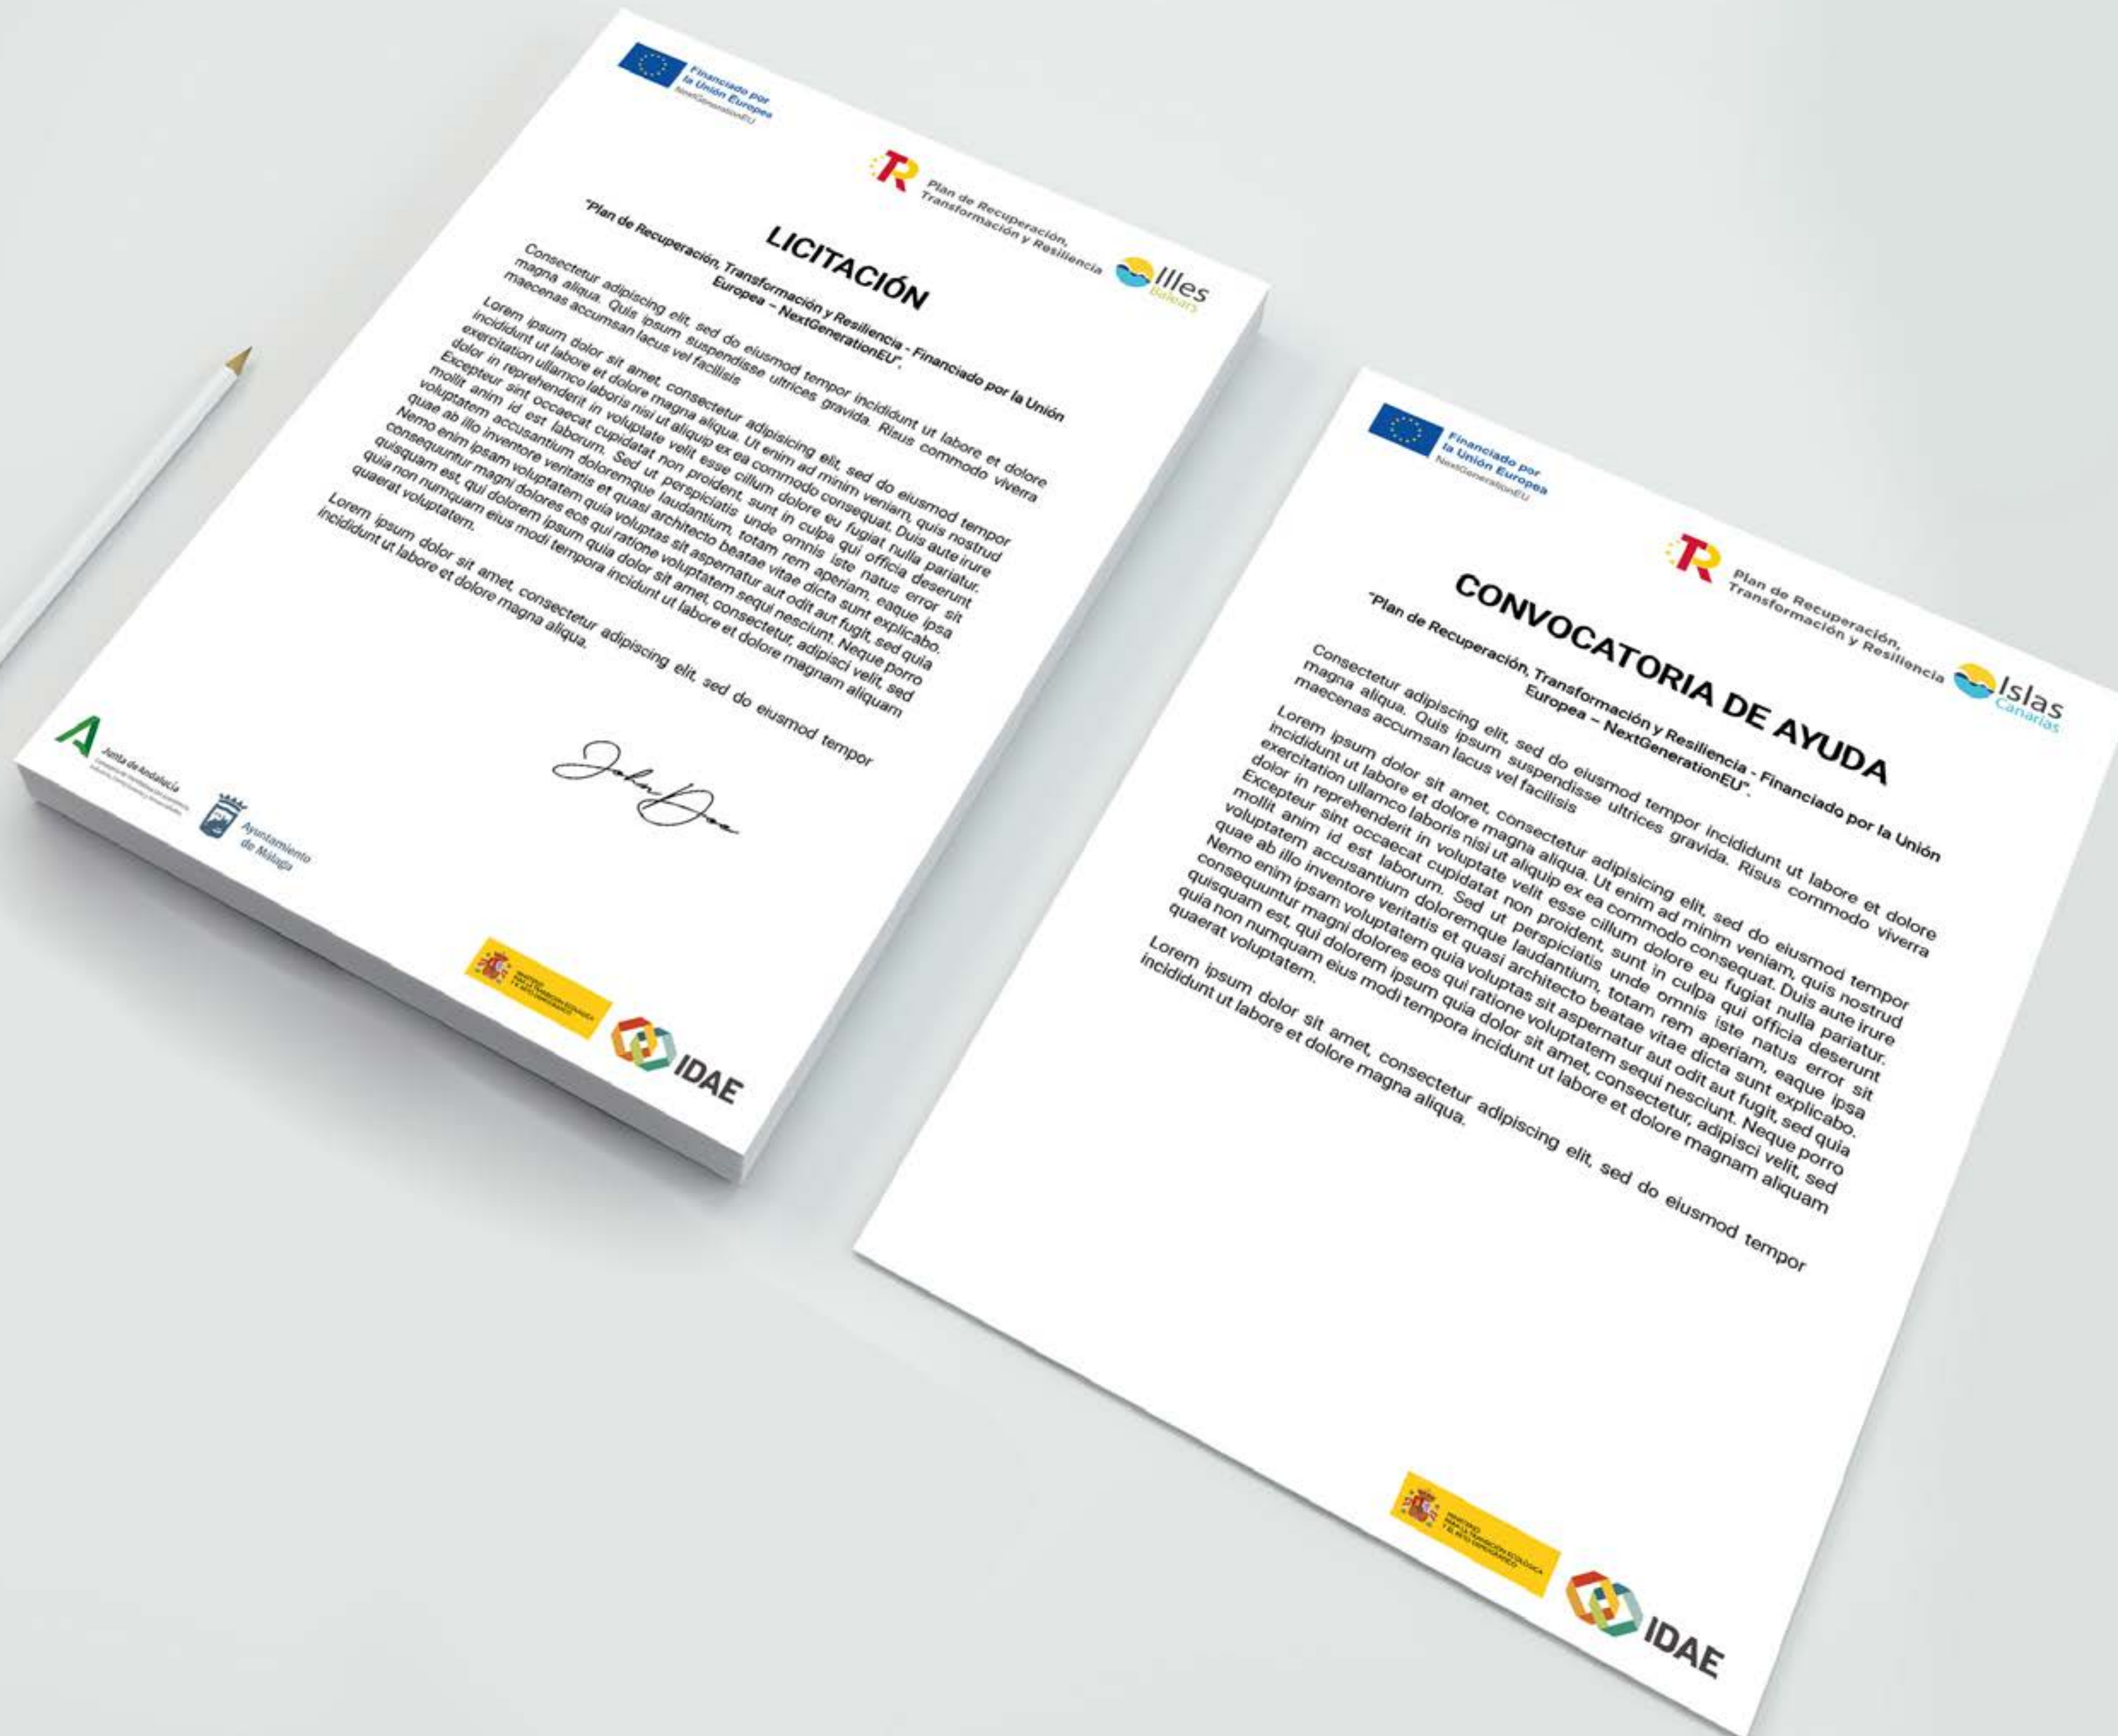 Financiado por
la Unión Europea
NextGenerationEU
Plan de Recuperación,
Transformación y Resiliencia
Illes
Balears
LICITACIÓN
"Plan de Recuperación, Transformación y Resiliencia - Financiado por la Unión
Europea – NextGenerationEU".
Consectetur adipiscing elit, sed do eiusmod tempor incididunt ut labore et dolore
magna aliqua. Quis ipsum suspendisse ultrices gravida. Risus commodo viverra
maecenas accumsan lacus vel facilisis
Lorem ipsum dolor sit amet, consectetur adipisicing elit, sed do eiusmod tempor
incididunt ut labore et dolore magna aliqua. Ut enim ad minim veniam, quis nostrud
exercitation ullamco laboris nisi ut aliquip ex ea commodo consequat. Duis aute irure
dolor in reprehenderit in voluptate velit esse cillum dolore eu fugiat nulla pariatur.
Excepteur sint occaecat cupidatat non proident, sunt in culpa qui officia deserunt
mollit anim id est laborum. Sed ut perspiciatis unde omnis iste natus error sit
voluptatem accusantium doloremque laudantium, totam rem aperiam, eaque ipsa
quae ab illo inventore veritatis et quasi architecto beatae vitae dicta sunt explicabo.
Nemo enim ipsam voluptatem quia voluptas sit aspernatur aut odit aut fugit, sed quia
consequuntur magni dolores eos qui ratione voluptatem sequi nesciunt. Neque porro
quisquam est, qui dolorem ipsum quia dolor sit amet, consectetur, adipisci velit, sed
quia non numquam eius modi tempora incidunt ut labore et dolore magnam aliquam
quaerat voluptatem.
Lorem ipsum dolor sit amet, consectetur adipiscing elit, sed do eiusmod tempor
incididunt ut labore et dolore magna aliqua.
John Doe
Junta de Andalucía
Ayuntamiento
de Málaga
MINISTERIO
PARA LA TRANSICIÓN ECOLÓGICA
Y EL RETO DEMOGRÁFICO
IDAE
Financiado por
la Unión Europea
NextGenerationEU
Plan de Recuperación,
Transformación y Resiliencia
Islas
Canarias
CONVOCATORIA DE AYUDA
"Plan de Recuperación, Transformación y Resiliencia - Financiado por la Unión
Europea – NextGenerationEU".
Consectetur adipiscing elit, sed do eiusmod tempor incididunt ut labore et dolore
magna aliqua. Quis ipsum suspendisse ultrices gravida. Risus commodo viverra
maecenas accumsan lacus vel facilisis
Lorem ipsum dolor sit amet, consectetur adipisicing elit, sed do eiusmod tempor
incididunt ut labore et dolore magna aliqua. Ut enim ad minim veniam, quis nostrud
exercitation ullamco laboris nisi ut aliquip ex ea commodo consequat. Duis aute irure
dolor in reprehenderit in voluptate velit esse cillum dolore eu fugiat nulla pariatur.
Excepteur sint occaecat cupidatat non proident, sunt in culpa qui officia deserunt
mollit anim id est laborum. Sed ut perspiciatis unde omnis iste natus error sit
voluptatem accusantium doloremque laudantium, totam rem aperiam, eaque ipsa
quae ab illo inventore veritatis et quasi architecto beatae vitae dicta sunt explicabo.
Nemo enim ipsam voluptatem quia voluptas sit aspernatur aut odit aut fugit, sed quia
consequuntur magni dolores eos qui ratione voluptatem sequi nesciunt. Neque porro
quisquam est, qui dolorem ipsum quia dolor sit amet, consectetur, adipisci velit, sed
quia non numquam eius modi tempora incidunt ut labore et dolore magnam aliquam
quaerat voluptatem.
Lorem ipsum dolor sit amet, consectetur adipiscing elit, sed do eiusmod tempor
incididunt ut labore et dolore magna aliqua.
MINISTERIO
PARA LA TRANSICIÓN ECOLÓGICA
Y EL RETO DEMOGRÁFICO
IDAE